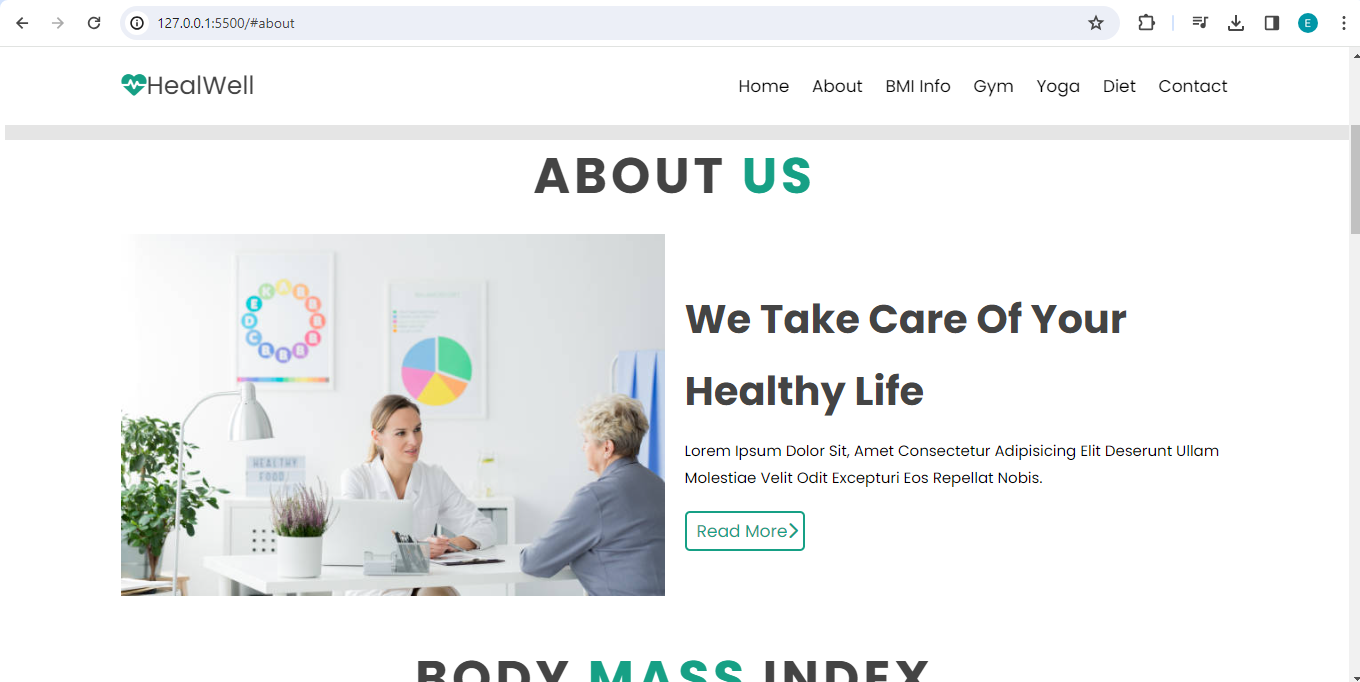 127.0.0.1:5500/#about
E
HealWell
Home About BMI Info Gym Yoga Diet Contact
ABOUT US
HEALTHY
FOOD
We Take Care Of Your
Healthy Life
Lorem Ipsum Dolor Sit, Amet Consectetur Adipisicing Elit Deserunt Ullam
Molestiae Velit Odit Excepturi Eos Repellat Nobis.
Read More
BODY MASS INDEX